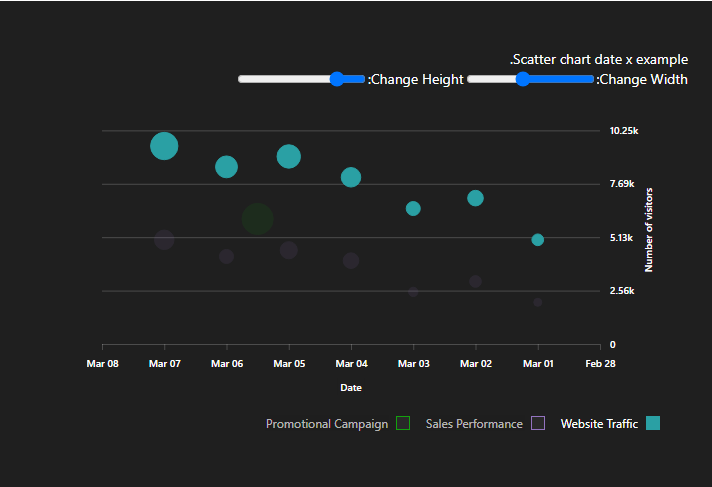 .Scatter chart date x example
:Change Height :Change Width
10.25k
7.69k
5.13k
2.56k
0
Number of visitors
Mar 08 Mar 07 Mar 06 Mar 05 Mar 04 Mar 03 Mar 02 Mar 01 Feb 28
Date
Promotional Campaign Sales Performance Website Traffic